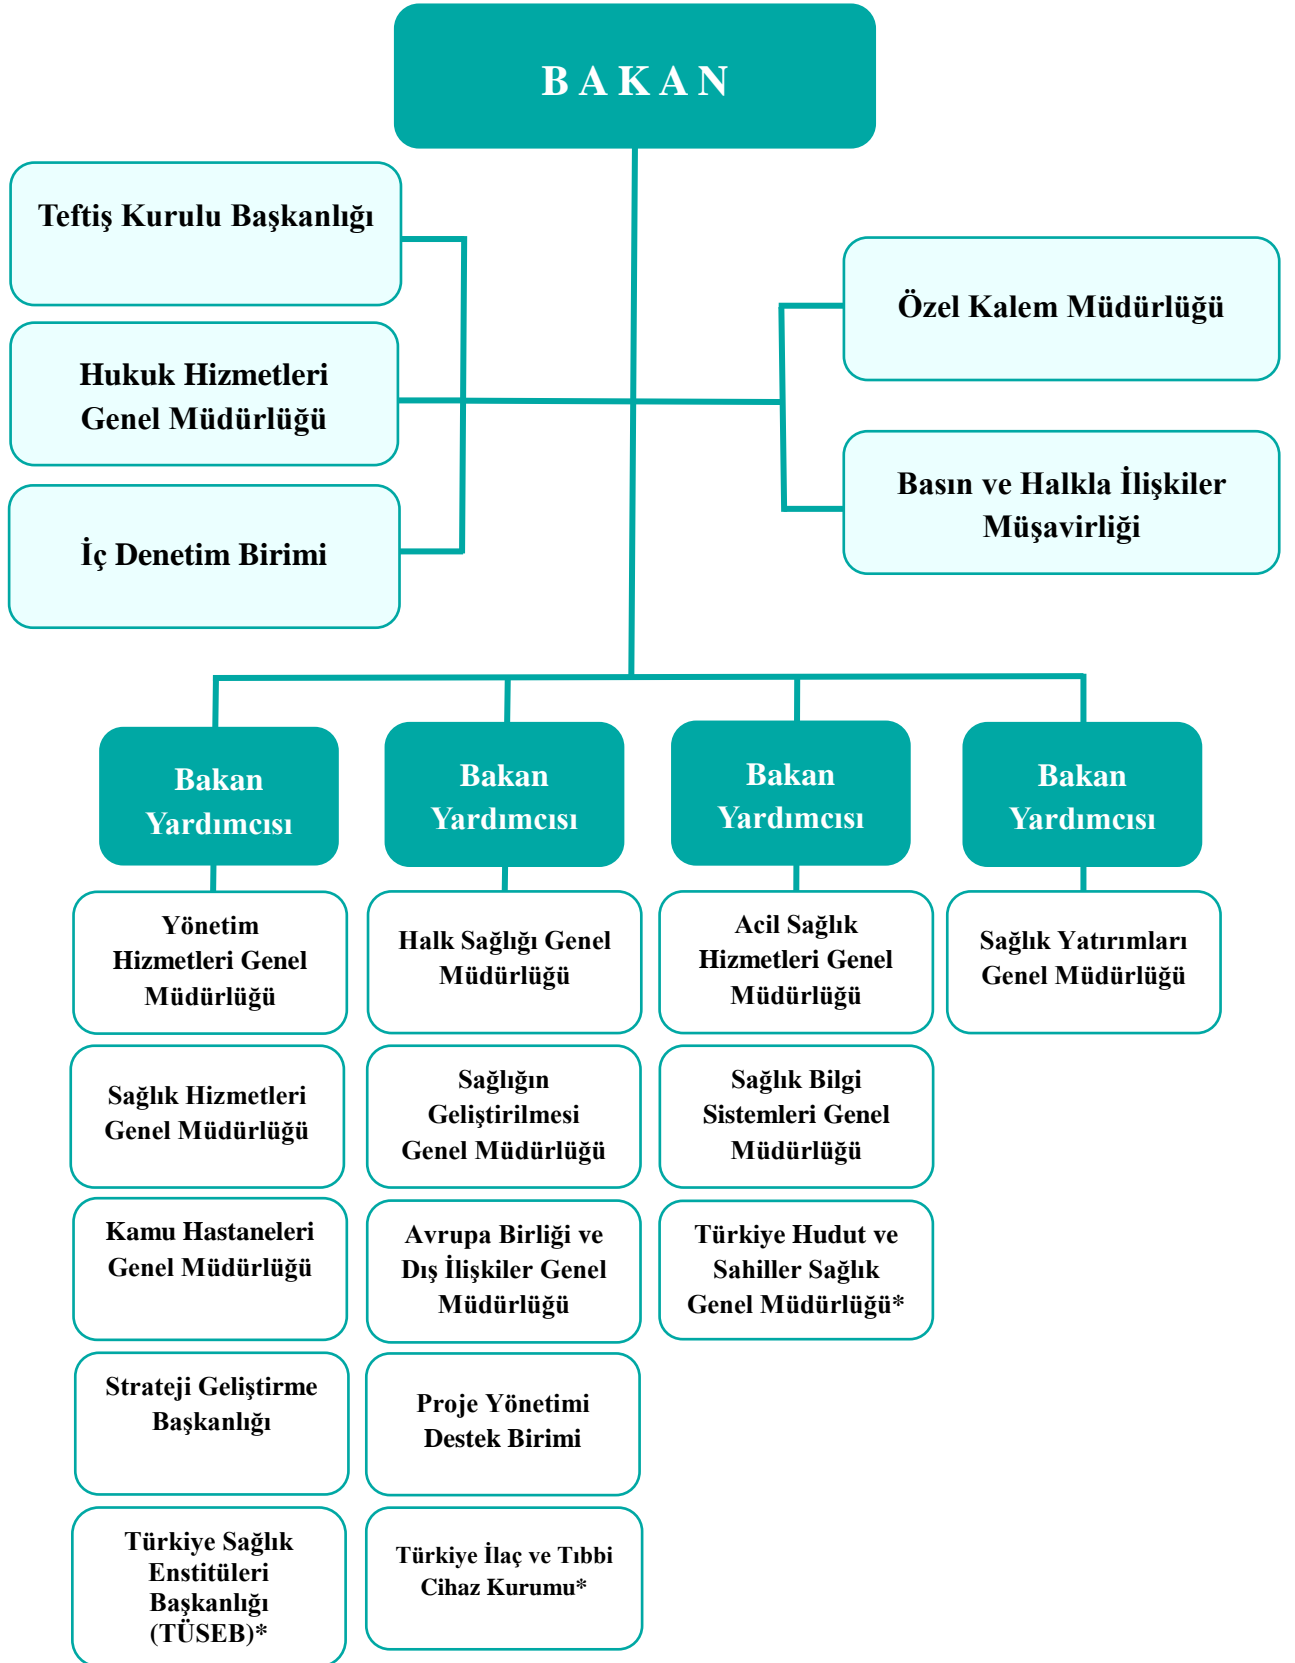 B A K A N
Teftiş Kurulu Başkanlığı
Hukuk Hizmetleri
Genel Müdürlüğü
İç Denetim Birimi
Özel Kalem Müdürlüğü
Basın ve Halkla İlişkiler
Müşavirliği
Bakan
Yardımcısı
Yönetim
Hizmetleri Genel
Müdürlüğü
Sağlık Hizmetleri
Genel Müdürlüğü
Kamu Hastaneleri
Genel Müdürlüğü
Strateji Geliştirme
Başkanlığı
Türkiye Sağlık
Enstitüleri
Başkanlığı
(TÜSEB)*
Bakan
Yardımcısı
Halk Sağlığı Genel
Müdürlüğü
Sağlığın
Geliştirilmesi
Genel Müdürlüğü
Avrupa Birliği ve
Dış İlişkiler Genel
Müdürlüğü
Proje Yönetimi
Destek Birimi
Türkiye İlaç ve Tıbbi
Cihaz Kurumu*
Bakan
Yardımcısı
Acil Sağlık
Hizmetleri Genel
Müdürlüğü
Sağlık Bilgi
Sistemleri Genel
Müdürlüğü
Türkiye Hudut ve
Sahiller Sağlık
Genel Müdürlüğü*
Bakan
Yardımcısı
Sağlık Yatırımları
Genel Müdürlüğü